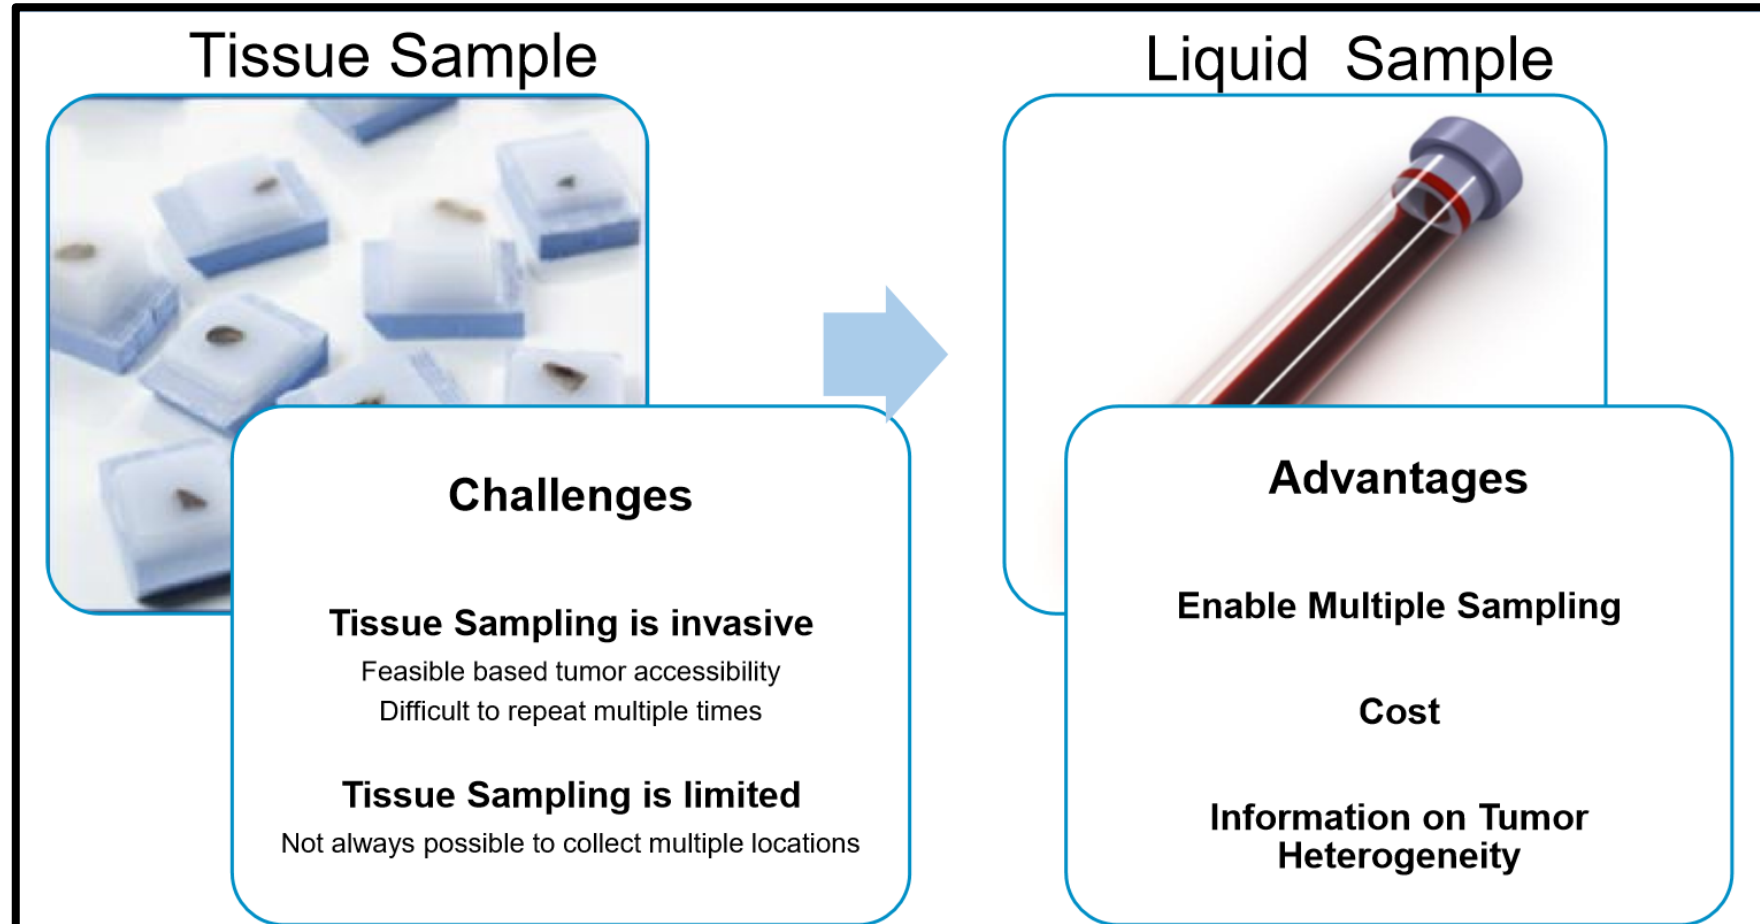 Tissue Sample
Challenges
Tissue Sampling is invasive
Feasible based tumor accessibility
Difficult to repeat multiple times
Tissue Sampling is limited
Not always possible to collect multiple locations
Liquid  Sample
Advantages
Enable Multiple Sampling
Cost
Information on Tumor
Heterogeneity